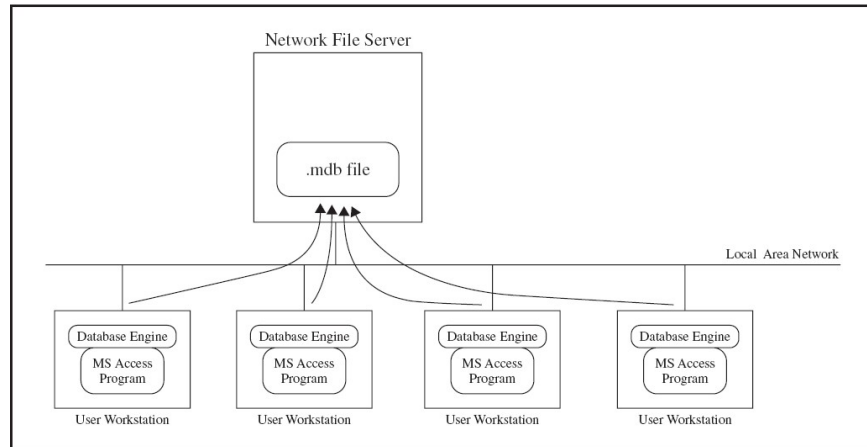 Network File Server
.mdb file
Local Area Network
Database Engine
MS Access
Program
User Workstation
Database Engine
MS Access
Program
User Workstation
Database Engine
MS Access
Program
User Workstation
Database Engine
MS Access
Program
User Workstation